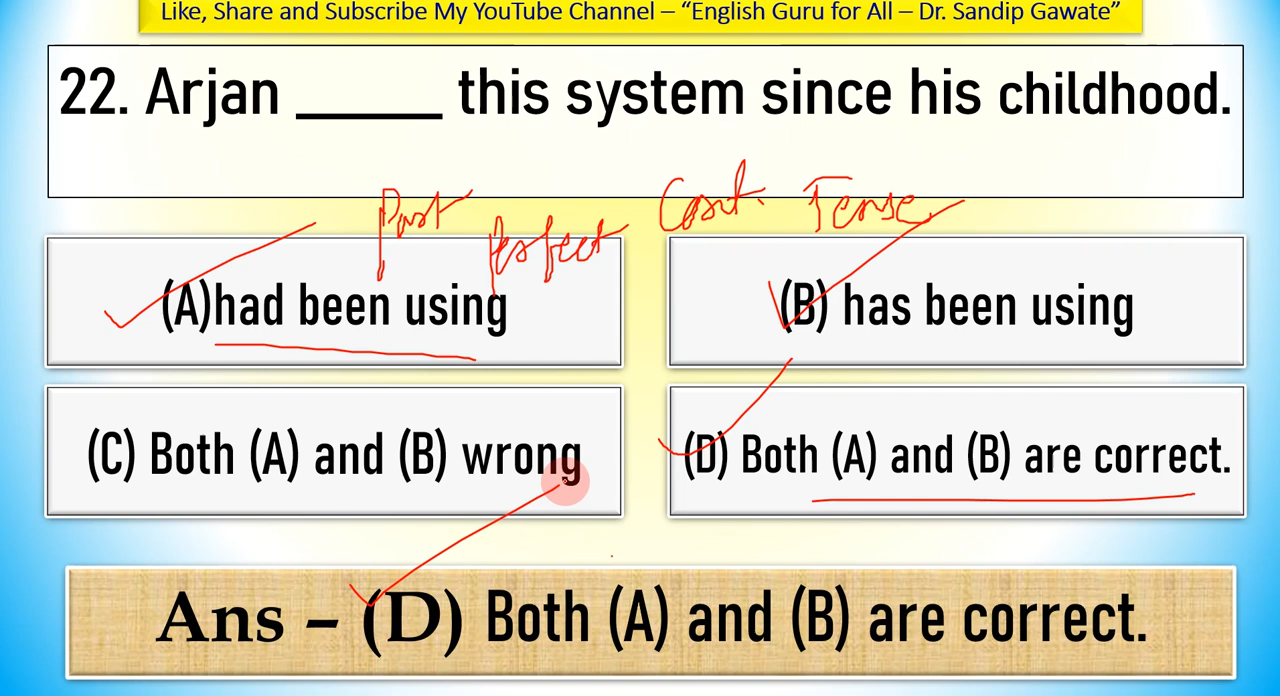 Like, Share and Subscribe My YouTube Channel – “English Guru for All – Dr. Sandip Gawate”
22. Arjan _____ this system since his childhood.
Past Perfect Cont. Tense
(A)had been using
(B) has been using
(C) Both (A) and (B) wrong
(D) Both (A) and (B) are correct.
Ans – (D) Both (A) and (B) are correct.